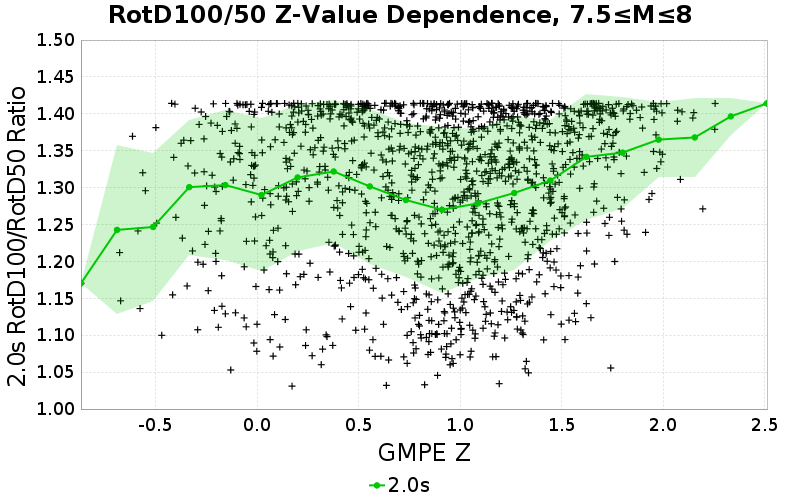 RotD100/50 Z-Value Dependence, 7.5≤M≤8
1.50
1.45
1.40
1.35
1.30
1.25
1.20
1.15
1.10
1.05
1.00
2.0s RotD100/RotD50 Ratio
-0.5 0.0 0.5 1.0 1.5 2.0 2.5
GMPE Z
2.0s